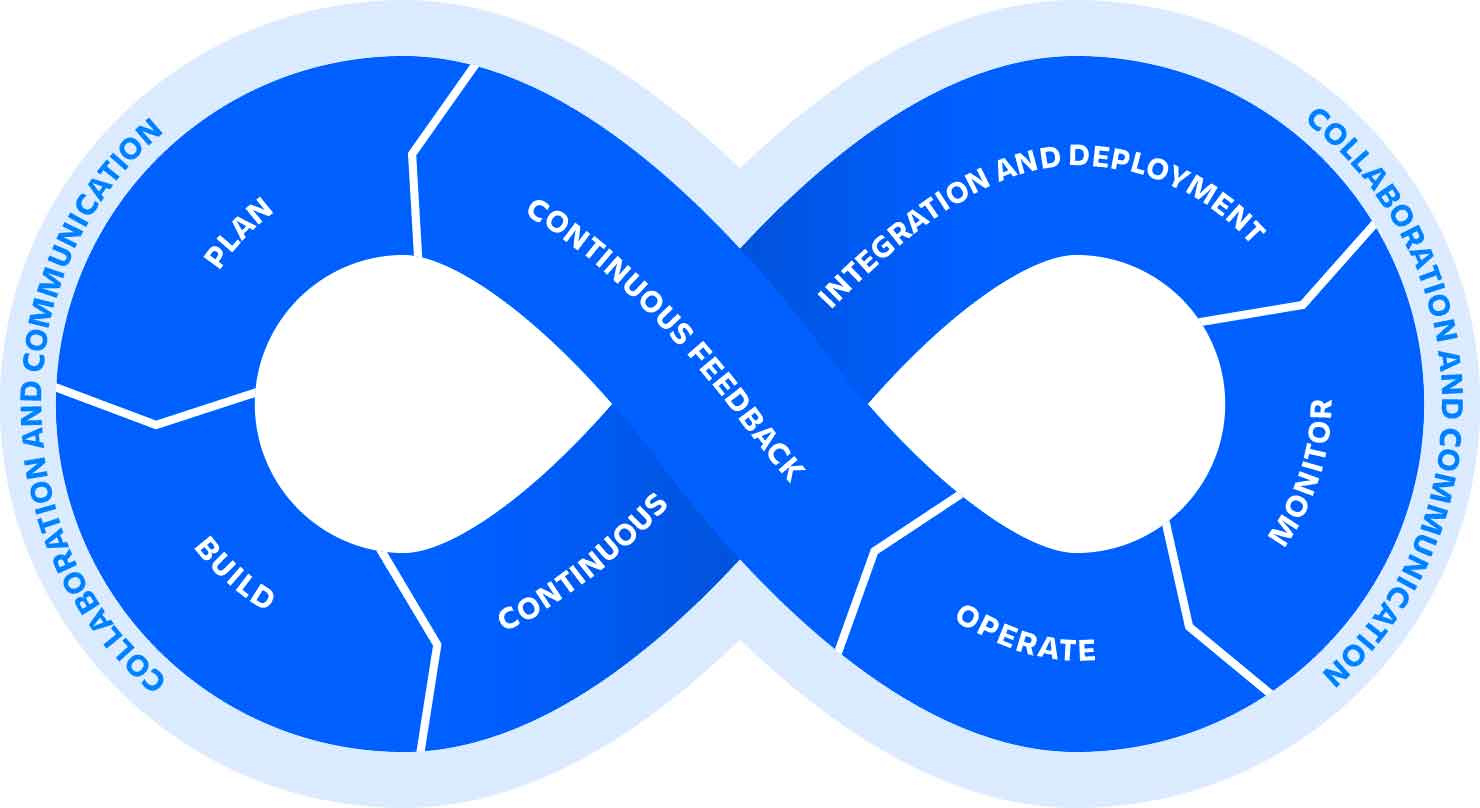 COLLABORATION AND COMMUNICATION
PLAN
BUILD
CONTINUOUS
INTEGRATION AND DEPLOYMENT
MONITOR
OPERATE
CONTINUOUS FEEDBACK
COLLABORATION AND COMMUNICATION